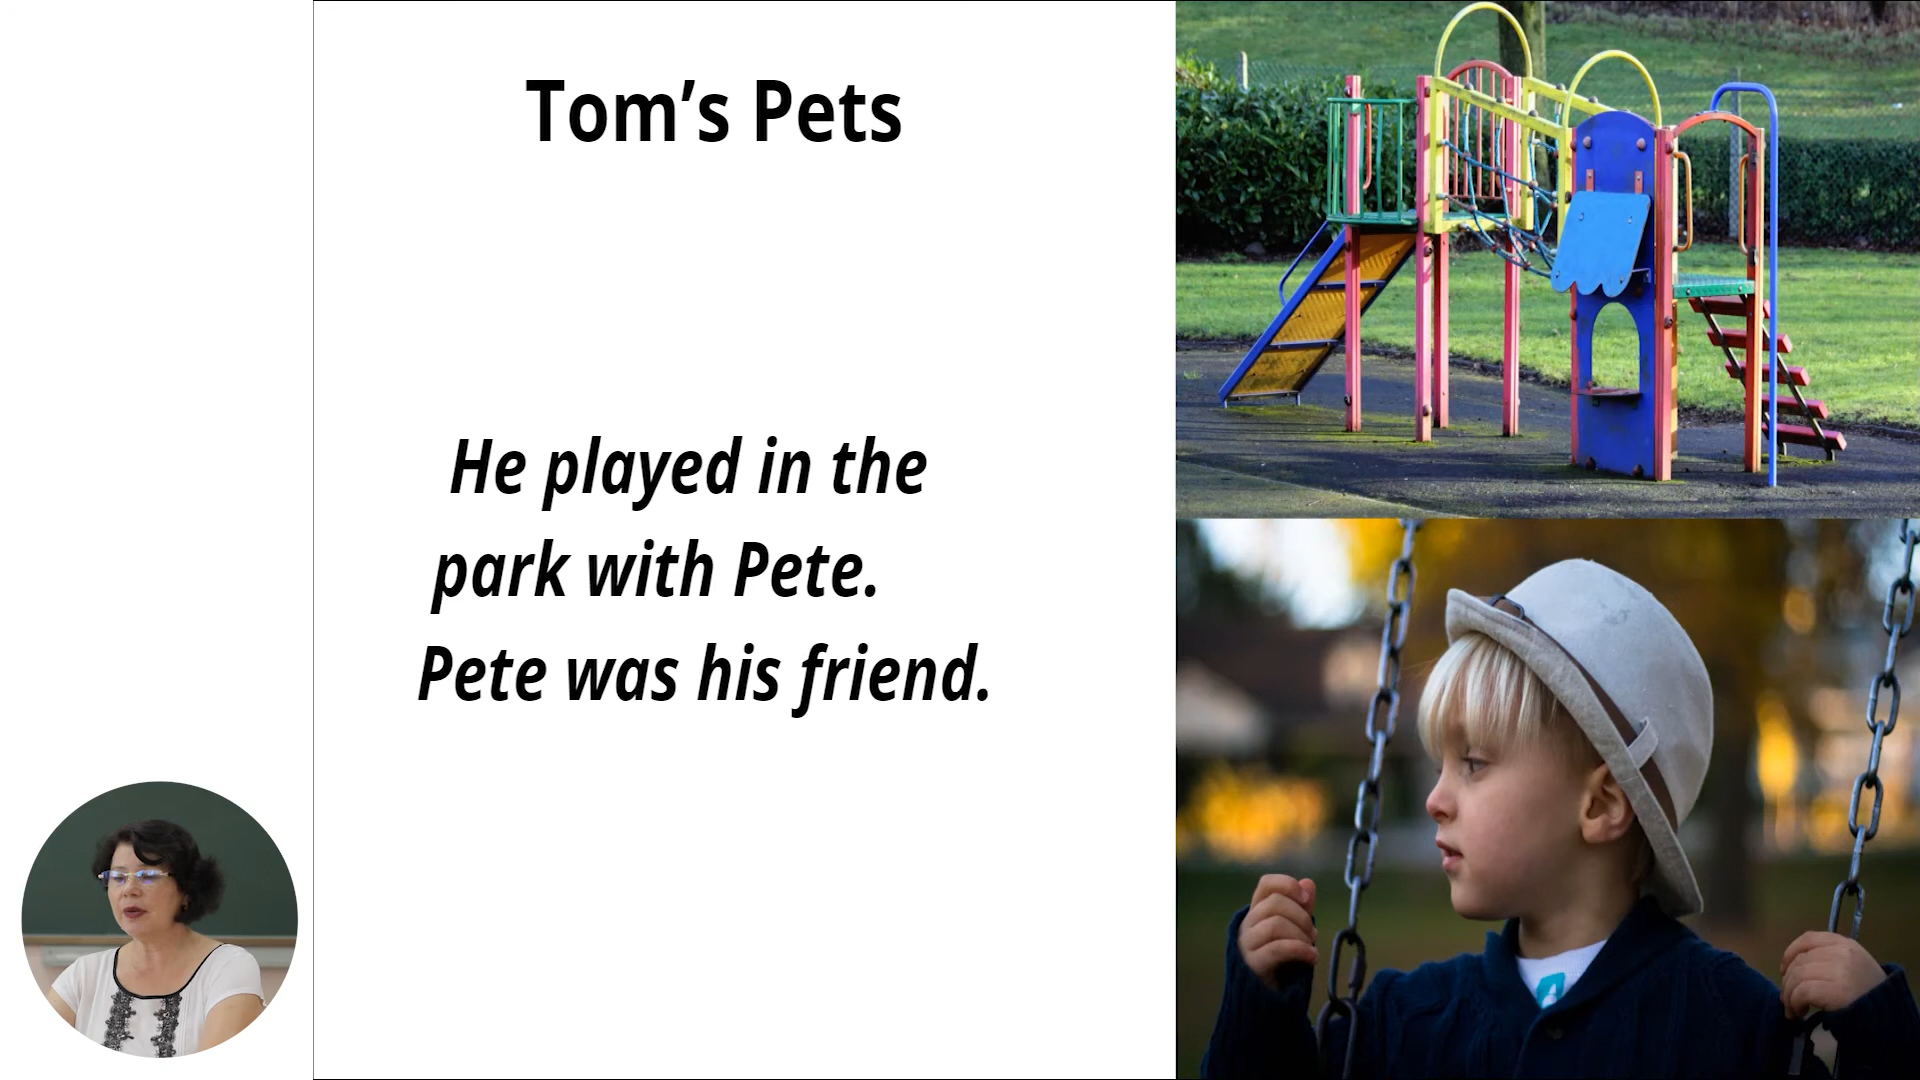 Tom’s Pets
He played in the
park with Pete.
Pete was his friend.